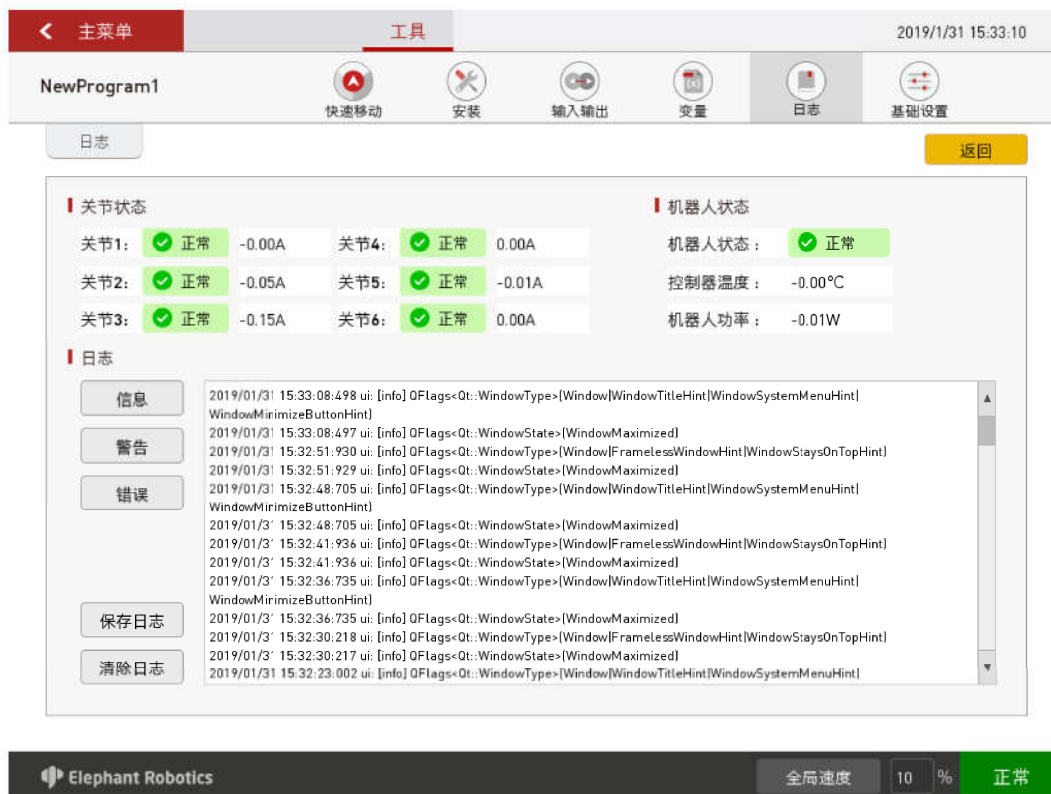 主菜单
工具
2019/1/31 15:33:10
NewProgram1
快速移动
安装
输入输出
变量
日志
基础设置
日志
返回
关节状态
机器人状态
关节1: 正常 -0.00A 关节4: 正常 0.00A
机器人状态: 正常
关节2: 正常 -0.05A 关节5: 正常 -0.01A
控制器温度: -0.00°C
关节3: 正常 -0.15A 关节6: 正常 0.00A
机器人功率: -0.01W
日志
信息
警告
错误
保存日志
清除日志
2019/01/31 15:33:08:498 ui: [info] QFlags<Qt::WindowType>(Window|WindowTitleHint|WindowSystemMenuHint|
WindowMinimizeButtonHint)
2019/01/31 15:33:08:497 ui: [info] QFlags<Qt::WindowState>(WindowMaximized)
2019/01/31 15:32:51:930 ui: [info] QFlags<Qt::WindowType>(Window|FramelessWindowHint|WindowStaysOnTopHint)
2019/01/31 15:32:51:929 ui: [info] QFlags<Qt::WindowState>(WindowMaximized)
2019/01/31 15:32:48:705 ui: [info] QFlags<Qt::WindowType>(Window|WindowTitleHint|WindowSystemMenuHint|
WindowMinimizeButtonHint)
2019/01/31 15:32:48:705 ui: [info] QFlags<Qt::WindowState>(WindowMaximized)
2019/01/31 15:32:41:936 ui: [info] QFlags<Qt::WindowType>(Window|FramelessWindowHint|WindowStaysOnTopHint)
2019/01/31 15:32:41:936 ui: [info] QFlags<Qt::WindowState>(WindowMaximized)
2019/01/31 15:32:36:735 ui: [info] QFlags<Qt::WindowType>(Window|WindowTitleHint|WindowSystemMenuHint|
WindowMinimizeButtonHint)
2019/01/31 15:32:36:735 ui: [info] QFlags<Qt::WindowState>(WindowMaximized)
2019/01/31 15:32:30:218 ui: [info] QFlags<Qt::WindowType>(Window|FramelessWindowHint|WindowStaysOnTopHint)
2019/01/31 15:32:30:217 ui: [info] QFlags<Qt::WindowState>(WindowMaximized)
2019/01/31 15:32:23:002 ui: [info] QFlags<Qt::WindowType>(Window|WindowTitleHint|WindowSystemMenuHint|
Elephant Robotics
全局速度
10 %
正常